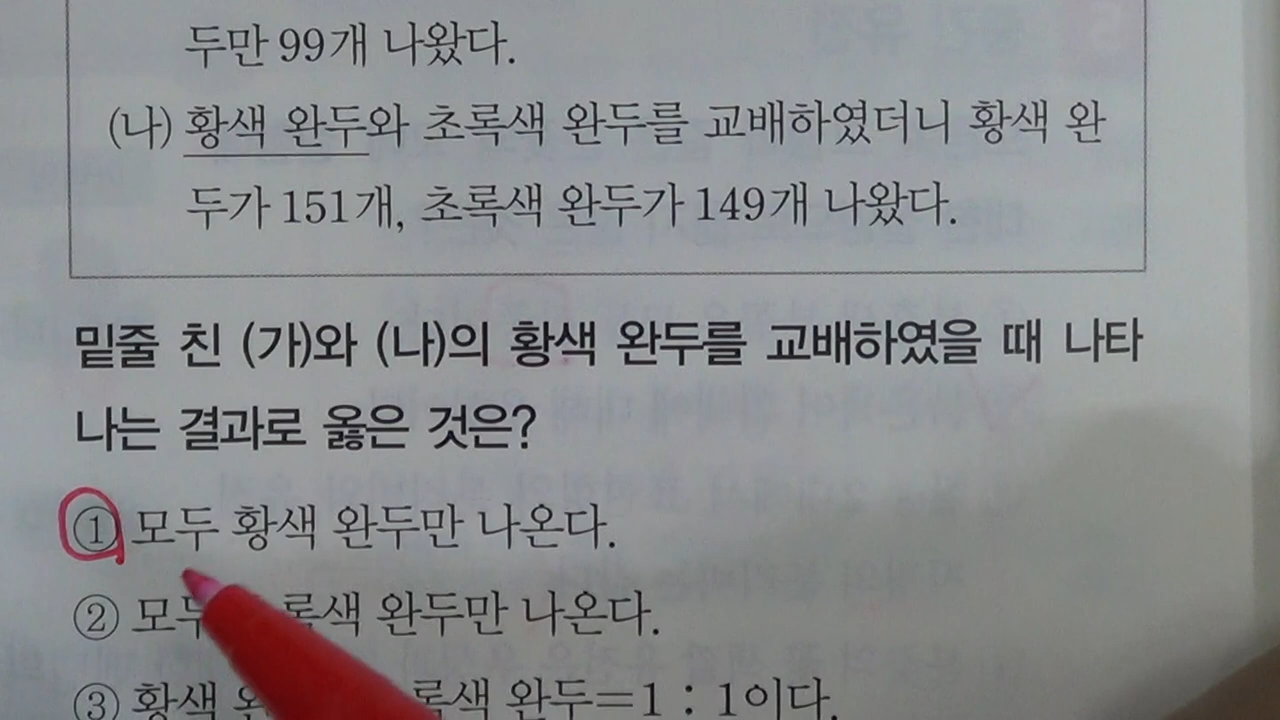 두만 99개 나왔다.
(나) 황색 완두와 초록색 완두를 교배하였더니 황색 완
두가 151개, 초록색 완두가 149개 나왔다.
밑줄 친 (가)와 (나)의 황색 완두를 교배하였을 때 나타
나는 결과로 옳은 것은?
① 모두 황색 완두만 나온다.
② 모두 록색 완두만 나온다.
③ 황색 록색 완두=1 : 1이다.